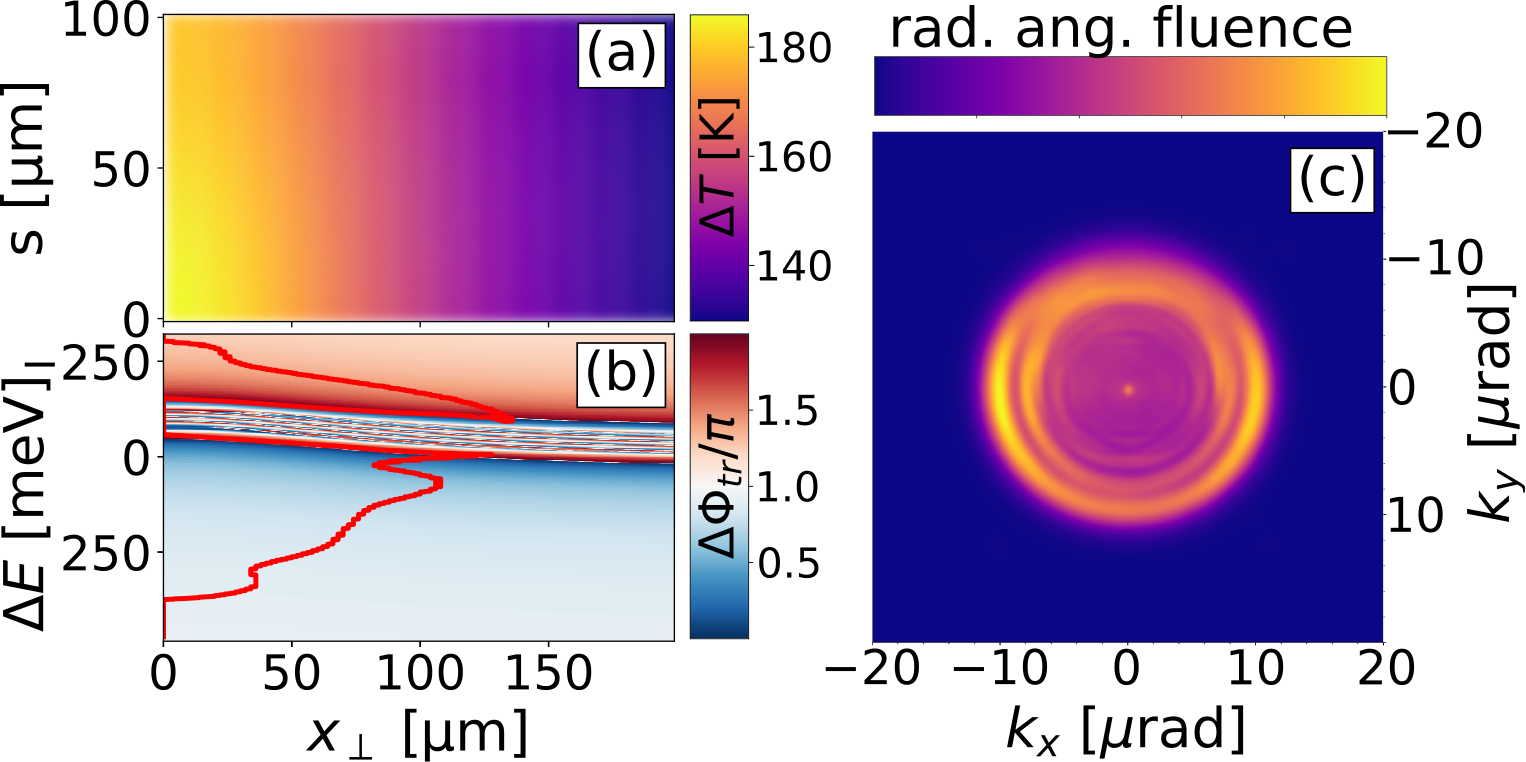 100
50
0
s [μm]
(a)
180
160
140
ΔT [K]
250
0
250
ΔE [meV]
(b)
1.5
1.0
0.5
ΔΦtr/π
0 50 100 150
x⊥ [μm]
rad. ang. fluence
(c)
−20
−10
0
10
ky [μrad]
−20 −10 0 10 20
kx [μrad]